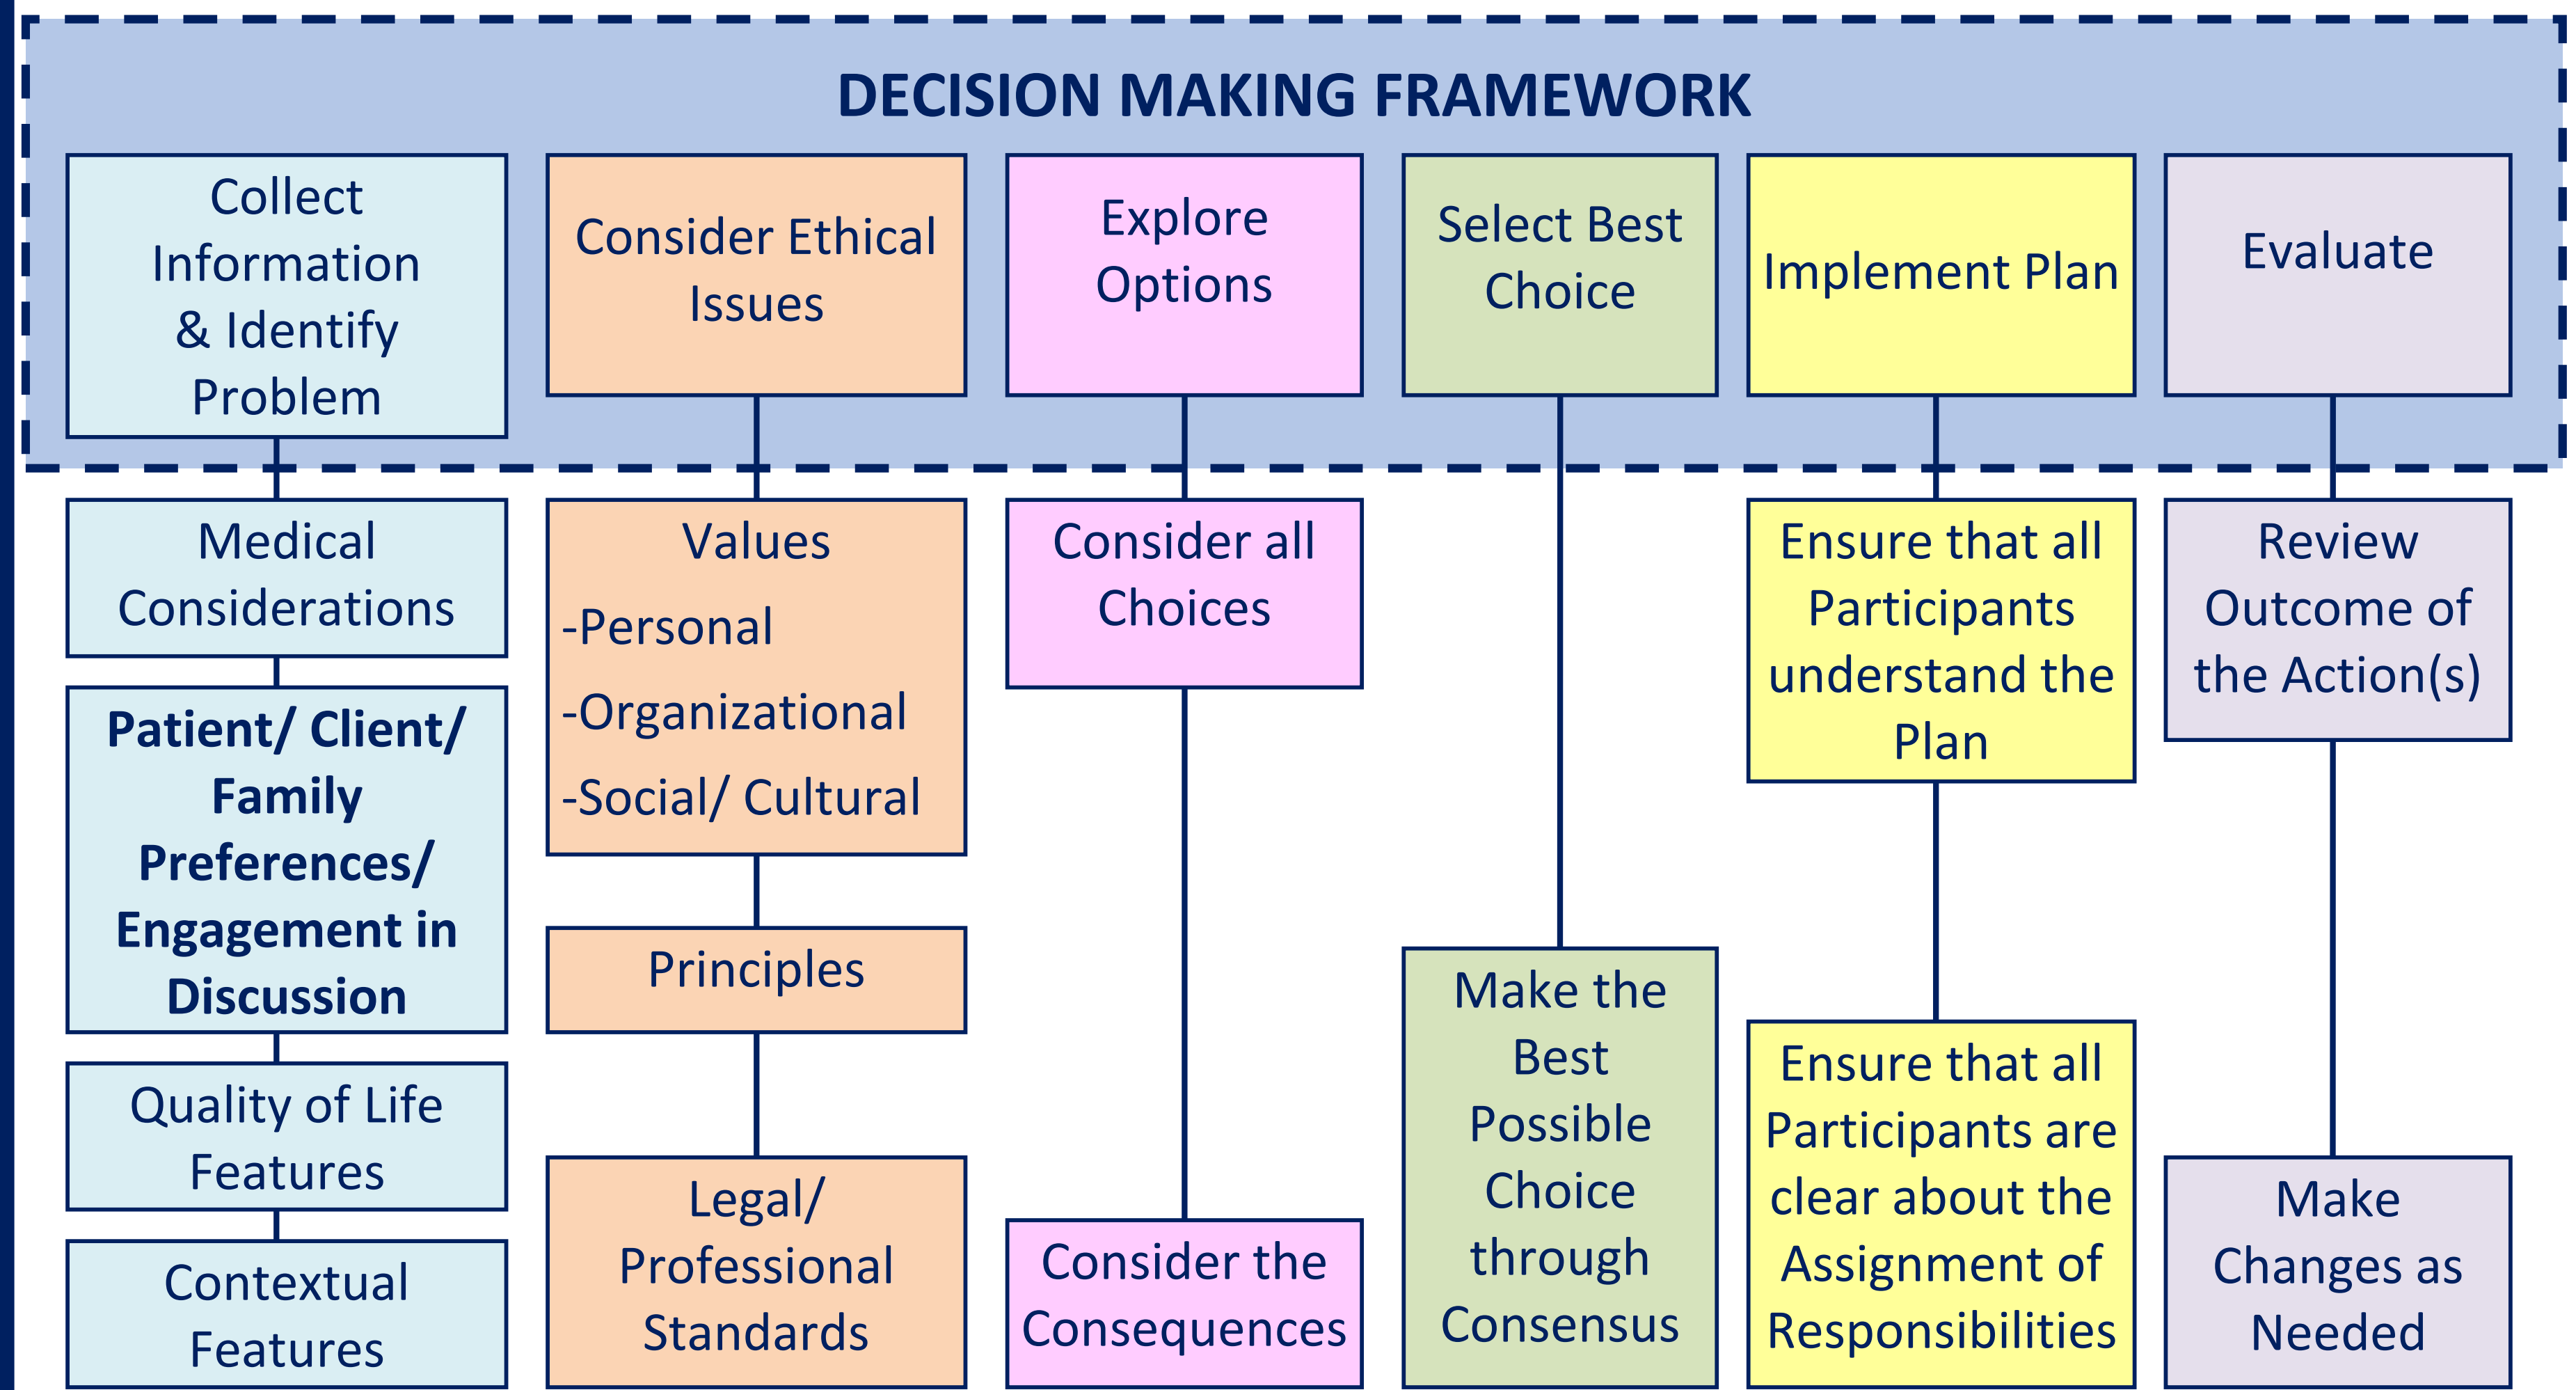 DECISION MAKING FRAMEWORK
Collect
Information
& Identify
Problem
Consider Ethical
Issues
Explore
Options
Select Best
Choice
Implement Plan
Evaluate
Medical
Considerations
Patient/ Client/
Family
Preferences/
Engagement in
Discussion
Quality of Life
Features
Contextual
Features
Values
-Personal
-Organizational
-Social/ Cultural
Principles
Legal/
Professional
Standards
Consider all
Choices
Consider the
Consequences
Make the
Best
Possible
Choice
through
Consensus
Ensure that all
Participants
understand the
Plan
Ensure that all
Participants are
clear about the
Assignment of
Responsibilities
Review
Outcome of
the Action(s)
Make
Changes as
Needed